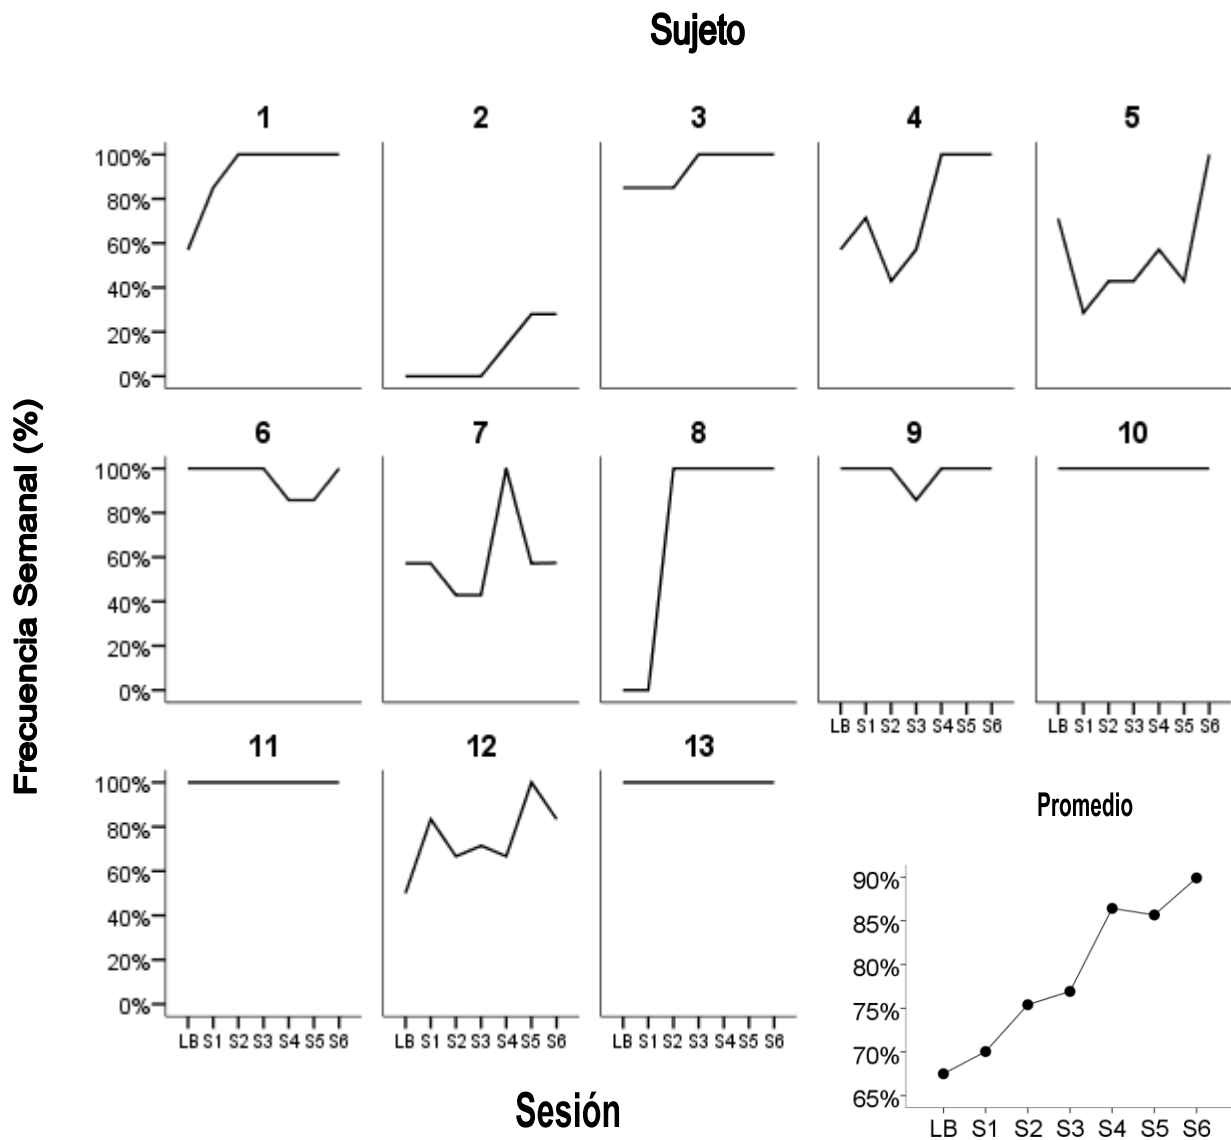 Sujeto
1 2 3 4 5
100%
80%
60%
40%
20%
0%
Frecuencia Semanal (%)
6 7 8 9 10
100%
80%
60%
40%
20%
0%
LB S1 S2 S3 S4 S5 S6
LB S1 S2 S3 S4 S5 S6
11 12 13
100%
80%
60%
40%
20%
0%
LB S1 S2 S3 S4 S5 S6
LB S1 S2 S3 S4 S5 S6
LB S1 S2 S3 S4 S5 S6
Promedio
90%
85%
80%
75%
70%
65%
LB S1 S2 S3 S4 S5 S6
Sesión